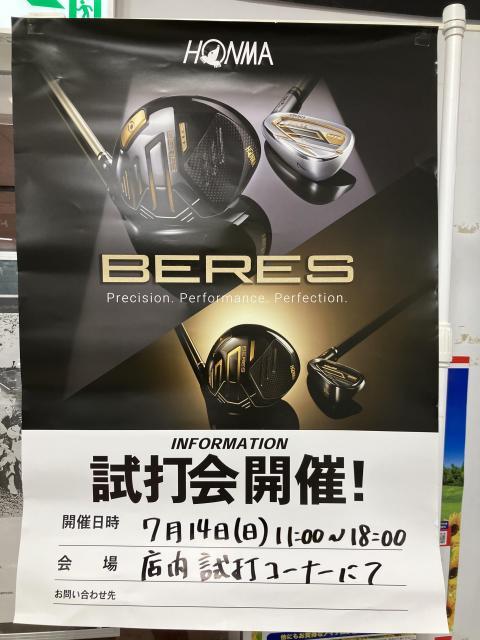 HONMA
BERES
Precision. Performance. Perfection.
BERES
INFORMATION
試打会開催!
開催日時 7月14日(日) 11:00~18:00
会場 店内 試打コーナーにて
お問い合わせ先